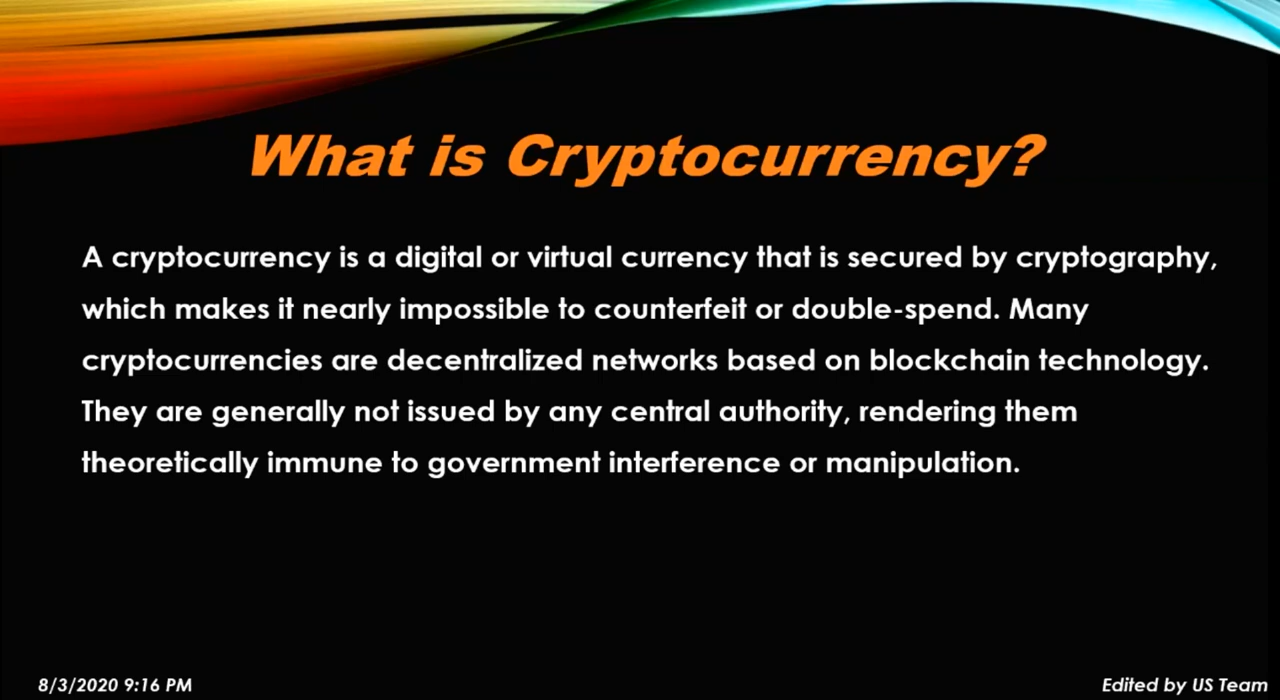 What is Cryptocurrency?
A cryptocurrency is a digital or virtual currency that is secured by cryptography,
which makes it nearly impossible to counterfeit or double-spend. Many
cryptocurrencies are decentralized networks based on blockchain technology.
They are generally not issued by any central authority, rendering them
theoretically immune to government interference or manipulation.
8/3/2020 9:16 PM
Edited by US Team